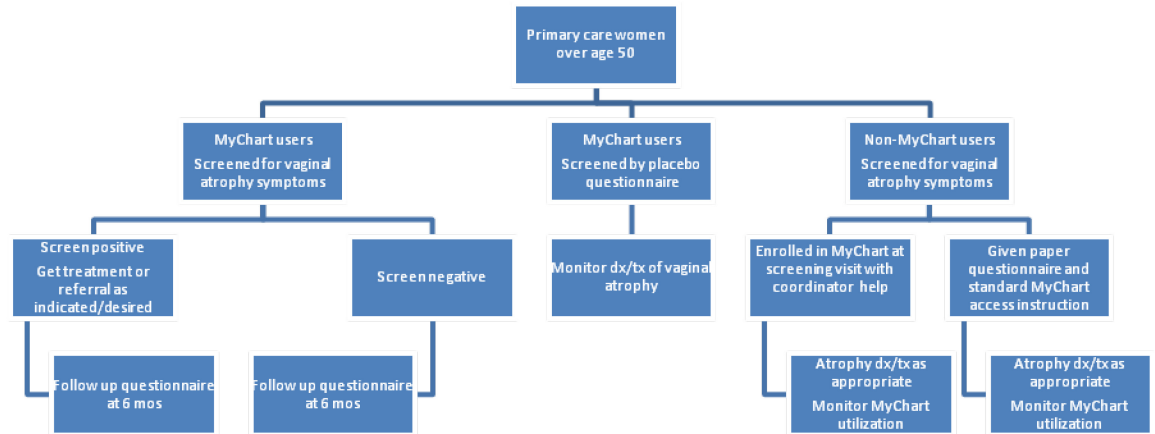 Primary care women
over age 50
MyChart users
Screened for vaginal
atrophy symptoms
MyChart users
Screened by placebo
questionnaire
Non-MyChart users
Screened for vaginal
atrophy symptoms
Screen positive
Get treatment or
referral as
indicated/desired
Screen negative
Monitor dx/tx of vaginal
atrophy
Enrolled in MyChart at
screening visit with
coordinator help
Given paper
questionnaire and
standard MyChart
access instruction
Follow up questionnaire
at 6 mos
Follow up questionnaire
at 6 mos
Atrophy dx/tx as
appropriate
Monitor MyChart
utilization
Atrophy dx/tx as
appropriate
Monitor MyChart
utilization